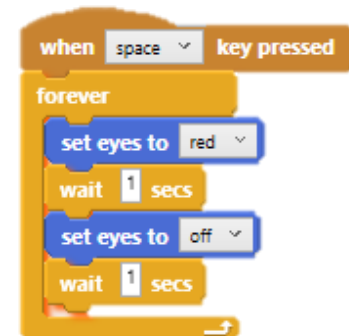 when space key pressed
forever
set eyes to red
wait 1 secs
set eyes to off
wait 1 secs